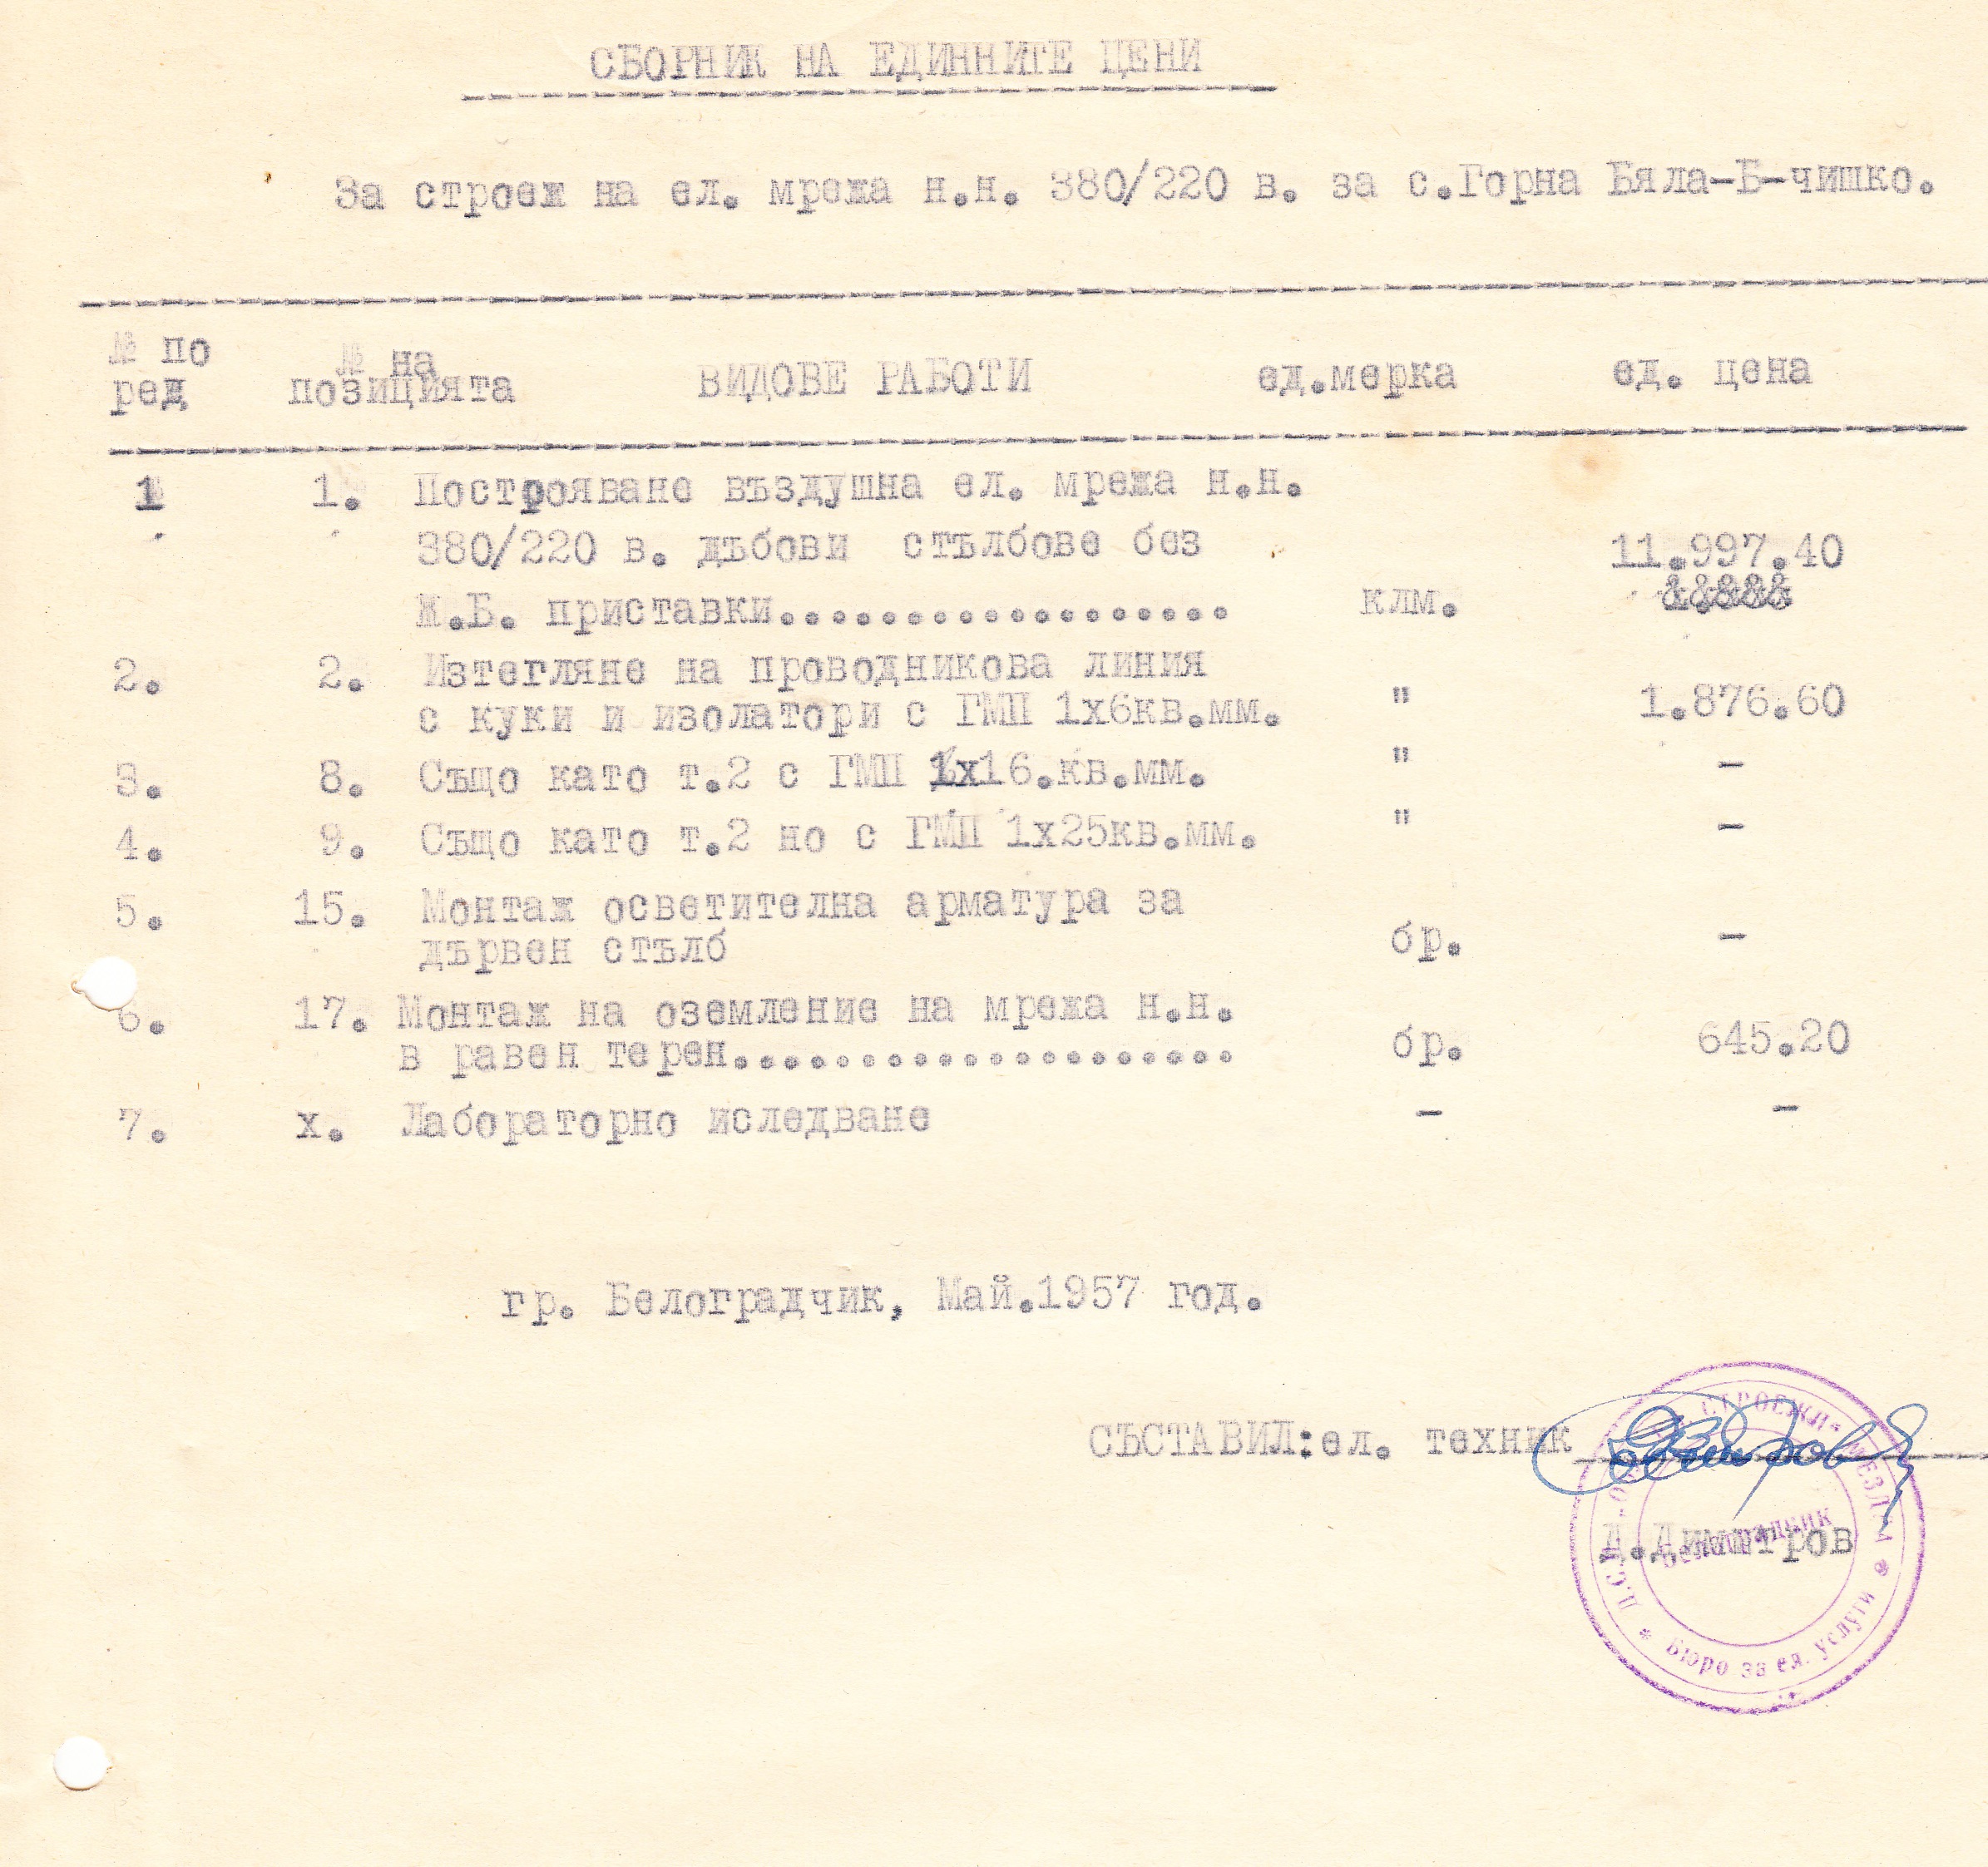 СБОРНИК НА ЕДИННИТЕ ЦЕНИ
За строеж на ел. мрежа н.н. 380/220 в. за с.Горна Бяла-Б-чишко.
№ по ред № на позицията ВИДОВЕ РАБОТИ ед.мерка ед. цена
1 1. Построяване въздушна ел. мрежа н.н.
380/220 в. дъбови стълбове без 11.997.40
Ж.Б. приставки.................. клм.
2. 2. Изтегляне на проводникова линия
с куки и изолатори с ГМП 1х6кв.мм. " 1.876.60
3. 8. Също като т.2 с ГМП 1х16.кв.мм. " -
4. 9. Също като т.2 но с ГМП 1х25кв.мм. " -
5. 15. Монтаж осветителна арматура за
дървен стълб бр. -
6. 17. Монтаж на оземление на мрежа н.н.
в равен терен.................... бр. 645.20
7. х. Лабораторно иследване - -
гр. Белоградчик, Май.1957 год.
СЪСТАВИЛ:ел. техник
Д.Димитров
Бюро за ел. услуги